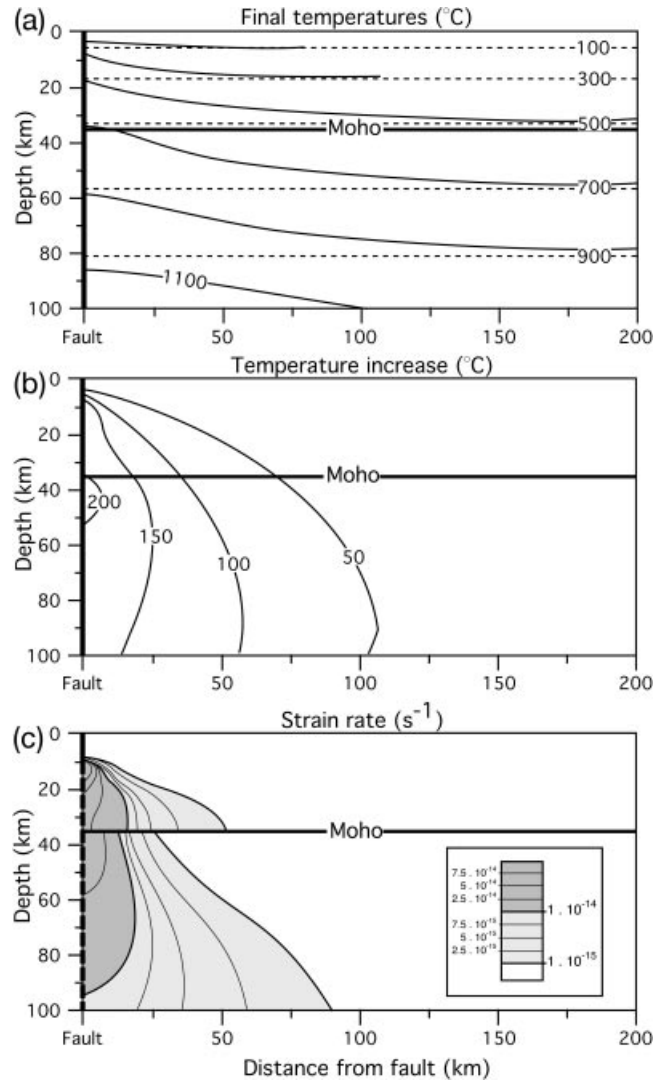 (a) Final temperatures (°C)
0
20
40
60
80
100
Depth (km)
100
300
500
Moho
700
900
1100
Fault 50 100 150 200
(b) Temperature increase (°C)
0
20
40
60
80
100
Depth (km)
Moho
200
150
100
50
Fault 50 100 150 200
(c) Strain rate (s⁻¹)
0
20
40
60
80
100
Depth (km)
Moho
7.5 . 10⁻¹⁴
5 . 10⁻¹⁴
2.5 . 10⁻¹⁴
1 . 10⁻¹⁴
7.5 . 10⁻¹⁵
5 . 10⁻¹⁵
2.5 . 10⁻¹⁵
1 . 10⁻¹⁵
Fault 50 100 150 200
Distance from fault (km)